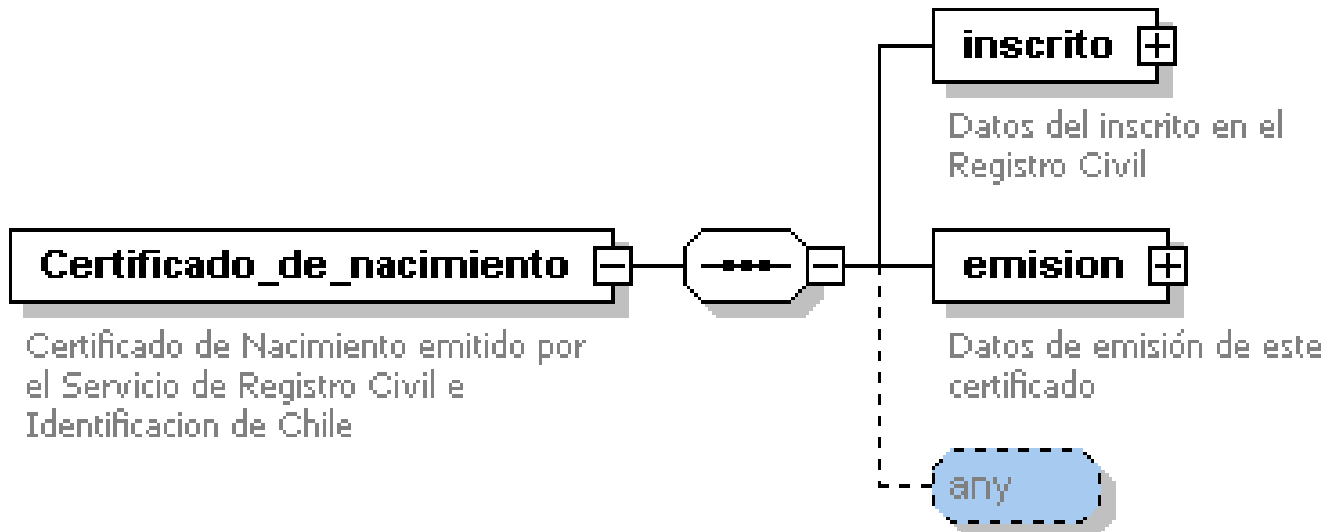 inscrito
Datos del inscrito en el
Registro Civil
Certificado_de_nacimiento
Certificado de Nacimiento emitido por
el Servicio de Registro Civil e
Identificacion de Chile
emision
Datos de emisión de este
certificado
any